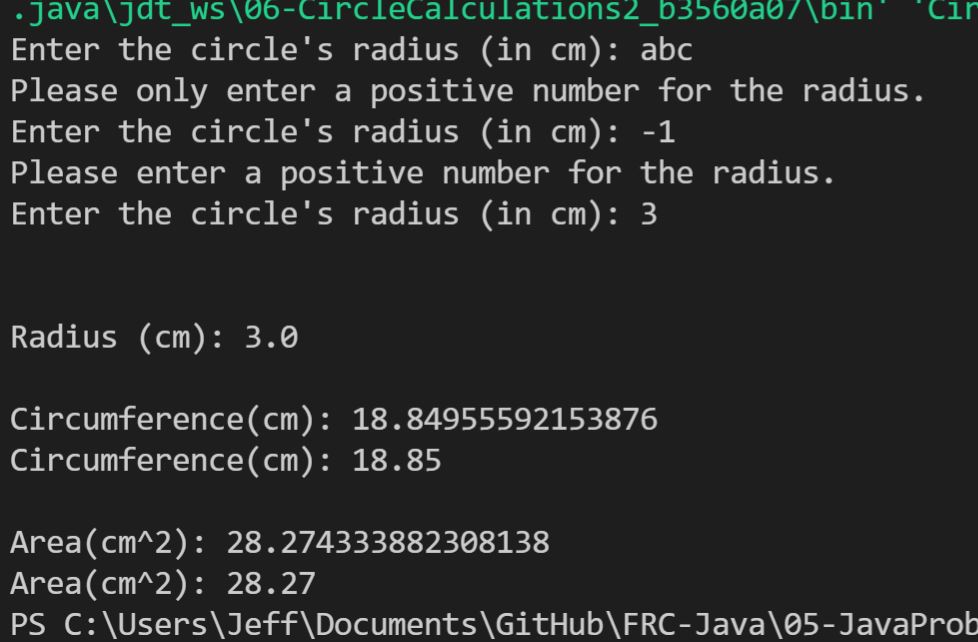 .java\jdt_ws\06-CircleCalculations2_b3560a07\bin' 'Cir
Enter the circle's radius (in cm): abc
Please only enter a positive number for the radius.
Enter the circle's radius (in cm): -1
Please enter a positive number for the radius.
Enter the circle's radius (in cm): 3
Radius (cm): 3.0
Circumference(cm): 18.84955592153876
Circumference(cm): 18.85
Area(cm^2): 28.274333882308138
Area(cm^2): 28.27
PS C:\Users\Jeff\Documents\GitHub\FRC-Java\05-JavaProb